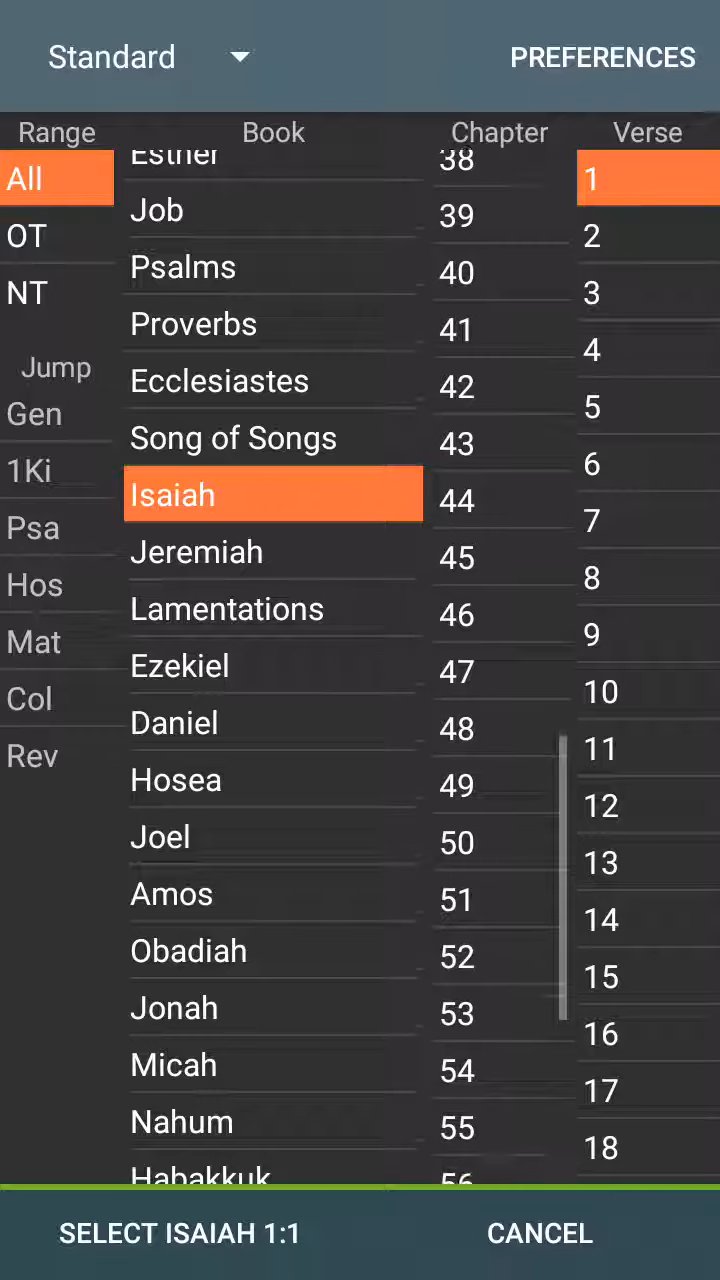 Standard
PREFERENCES
Range Book Chapter Verse
All
OT
NT
Jump
Gen
1Ki
Psa
Hos
Mat
Col
Rev
Esther
Job
Psalms
Proverbs
Ecclesiastes
Song of Songs
Isaiah
Jeremiah
Lamentations
Ezekiel
Daniel
Hosea
Joel
Amos
Obadiah
Jonah
Micah
Nahum
Habakkuk
38
39
40
41
42
43
44
45
46
47
48
49
50
51
52
53
54
55
56
1
2
3
4
5
6
7
8
9
10
11
12
13
14
15
16
17
18
SELECT ISAIAH 1:1
CANCEL